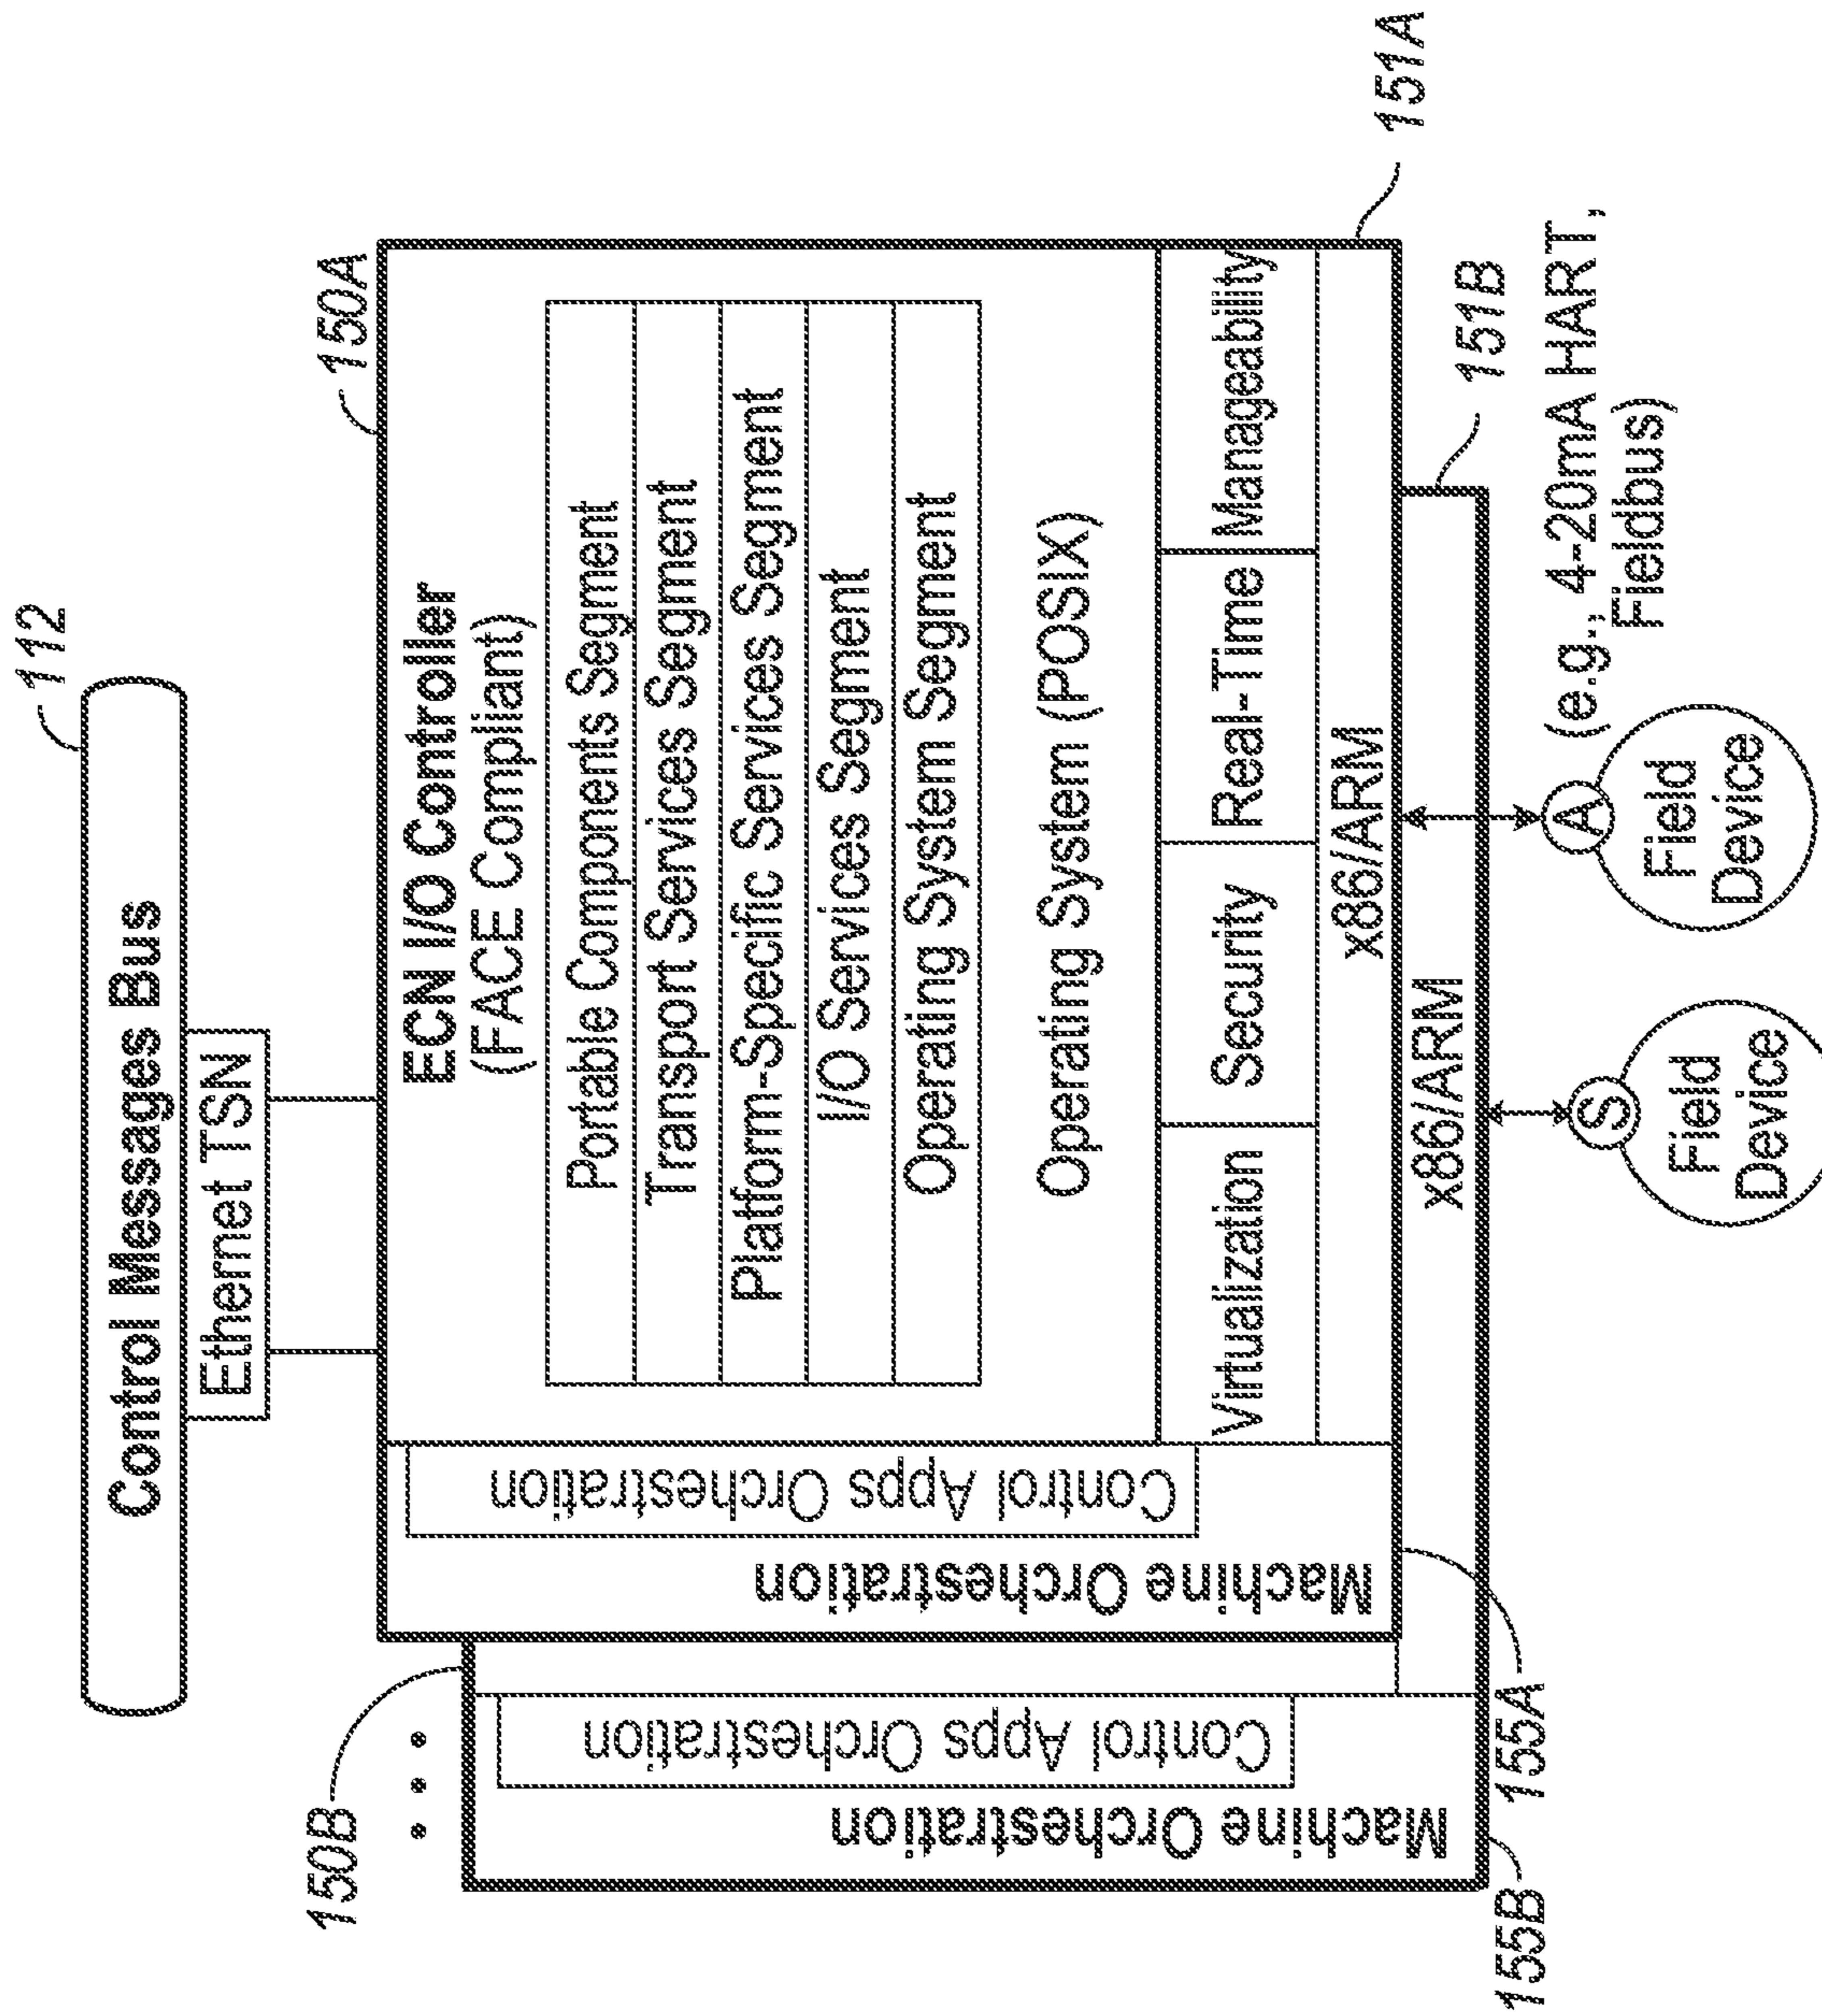 112
Control Messages Bus
Ethernet TSN
150B
150A
ECN I/O Controller
(FACE Compliant)
Portable Components Segment
Transport Services Segment
Platform-Specific Services Segment
I/O Services Segment
Operating System Segment
Operating System (POSIX)
Virtualization
Security
Real-Time
Manageability
x86/ARM
x86/ARM
Control Apps Orchestration
Machine Orchestration
Control Apps Orchestration
Machine Orchestration
151A
151B
155B
155A
S
Field
Device
A
Field
Device
(e.g., 4-20mA HART,
Fieldbus)